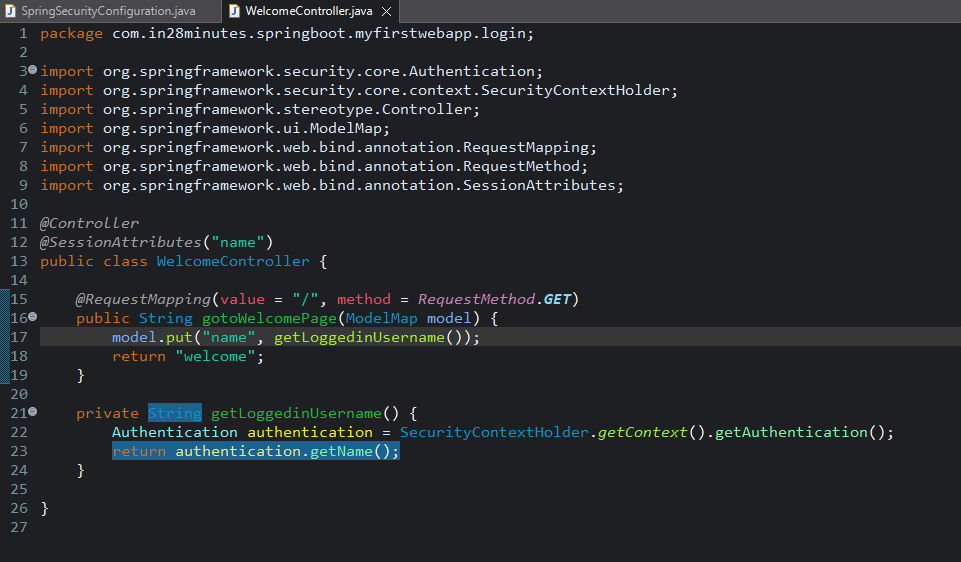 SpringSecurityConfiguration.java WelcomeController.java
1 package com.in28minutes.springboot.myfirstwebapp.login;
2
3 import org.springframework.security.core.Authentication;
4 import org.springframework.security.core.context.SecurityContextHolder;
5 import org.springframework.stereotype.Controller;
6 import org.springframework.ui.ModelMap;
7 import org.springframework.web.bind.annotation.RequestMapping;
8 import org.springframework.web.bind.annotation.RequestMethod;
9 import org.springframework.web.bind.annotation.SessionAttributes;
10
11 @Controller
12 @SessionAttributes("name")
13 public class WelcomeController {
14
15     @RequestMapping(value = "/", method = RequestMethod.GET)
16     public String gotoWelcomePage(ModelMap model) {
17         model.put("name", getLoggedinUsername());
18         return "welcome";
19     }
20
21     private String getLoggedinUsername() {
22         Authentication authentication = SecurityContextHolder.getContext().getAuthentication();
23         return authentication.getName();
24     }
25
26 }
27